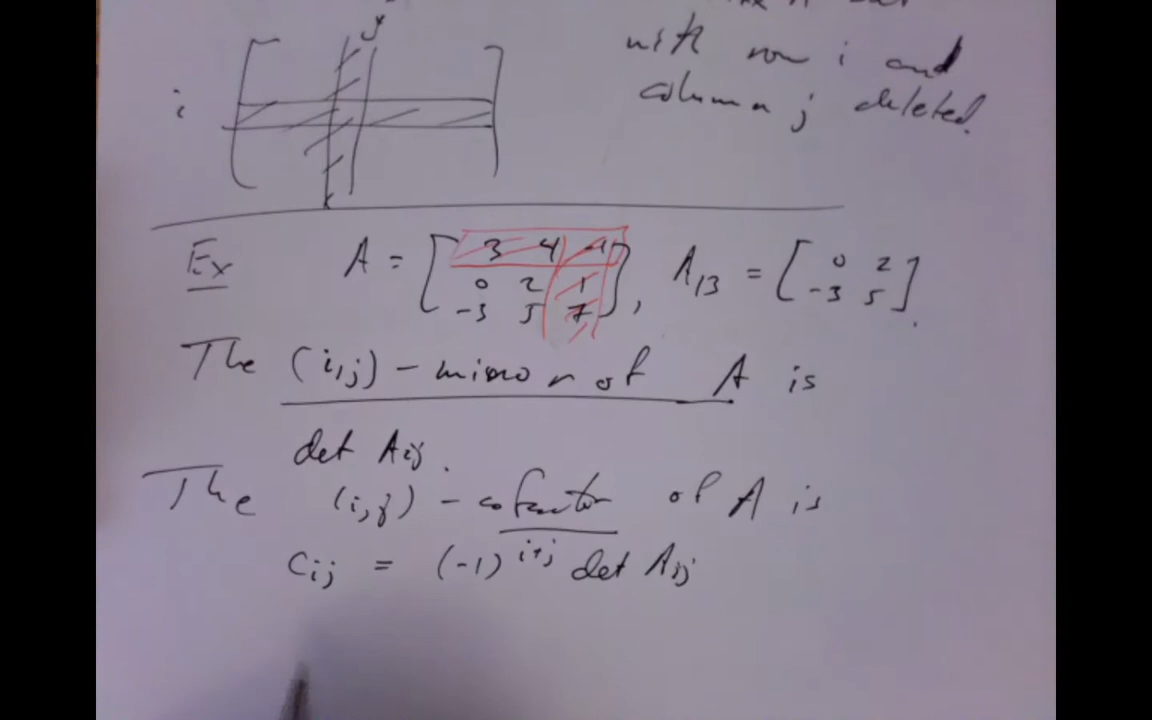 with row i and
column j deleted.
j
i
Ex A = [ 3 4 -1
0 2 1
-3 5 7 ], A13 = [ 0 2
-3 5 ].
The (i,j) - minor of A is
det Aij.
The (i,j) - cofactor of A is
Cij = (-1)^i+j det Aij